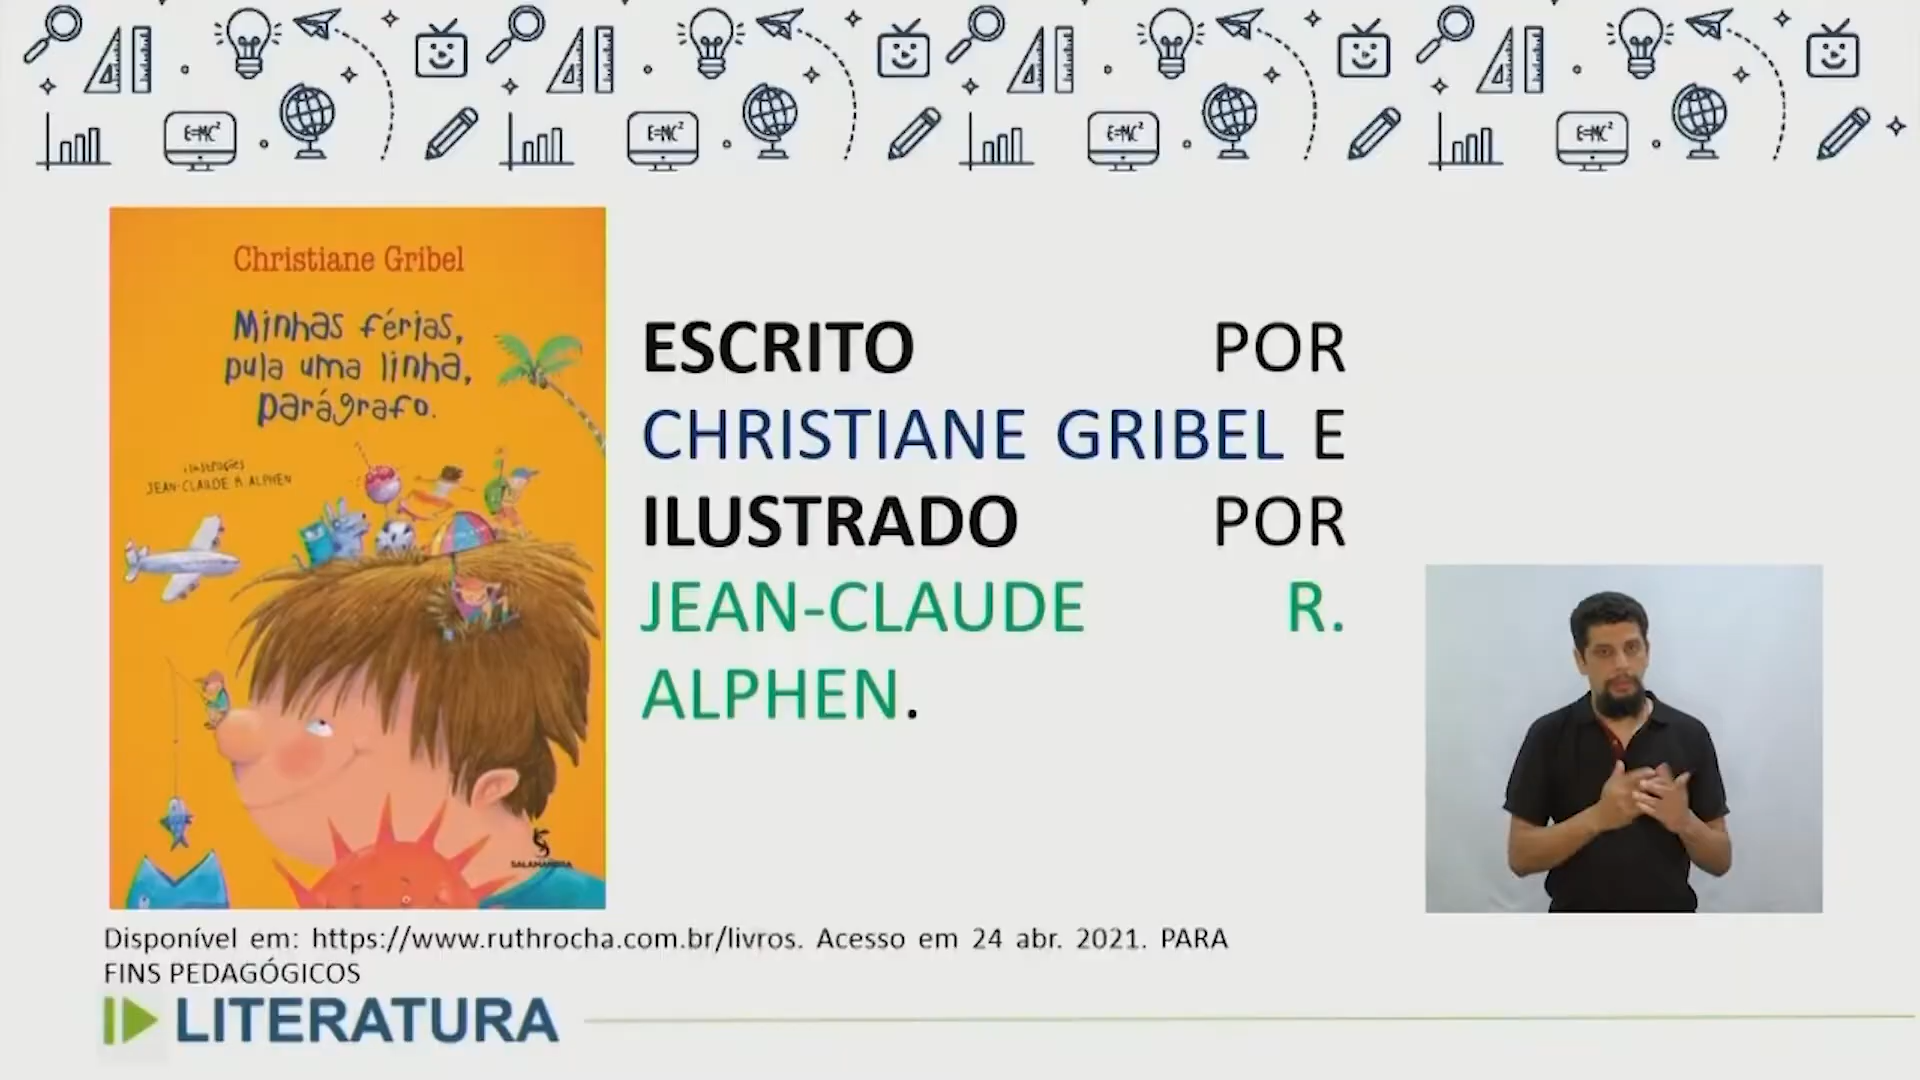 E=MC²
E=MC²
E=MC²
E=MC²
Christiane Gribel
Minhas férias,
pula uma linha,
parágrafo.
ilustrações
JEAN-CLAUDE R. ALPHEN
SALAMANDRA
ESCRITO POR
CHRISTIANE GRIBEL E
ILUSTRADO POR
JEAN-CLAUDE R.
ALPHEN.
Disponível em: https://www.ruthrocha.com.br/livros. Acesso em 24 abr. 2021. PARA
FINS PEDAGÓGICOS
LITERATURA